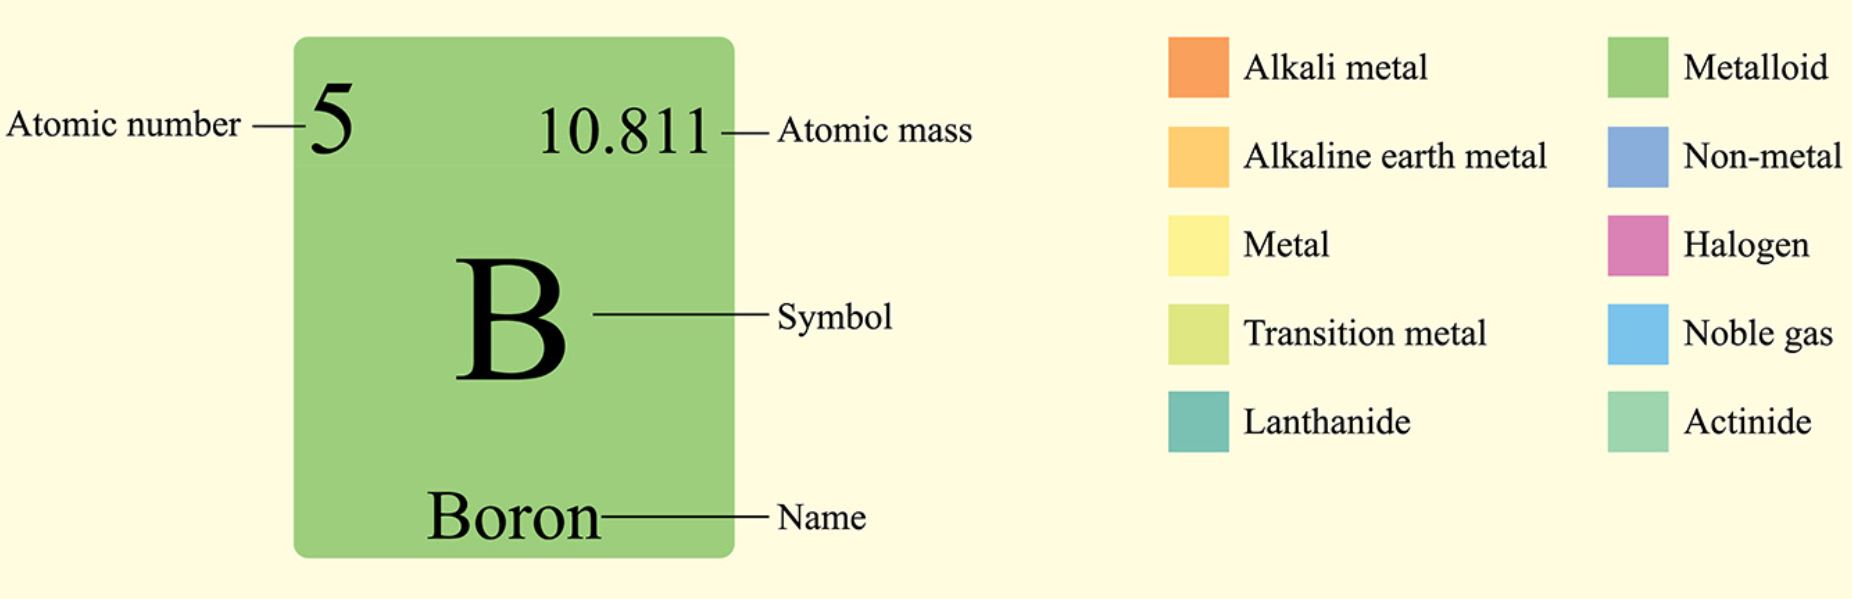 Atomic number
5
10.811
Atomic mass
B
Symbol
Boron
Name
Alkali metal
Alkaline earth metal
Metal
Transition metal
Lanthanide
Metalloid
Non-metal
Halogen
Noble gas
Actinide